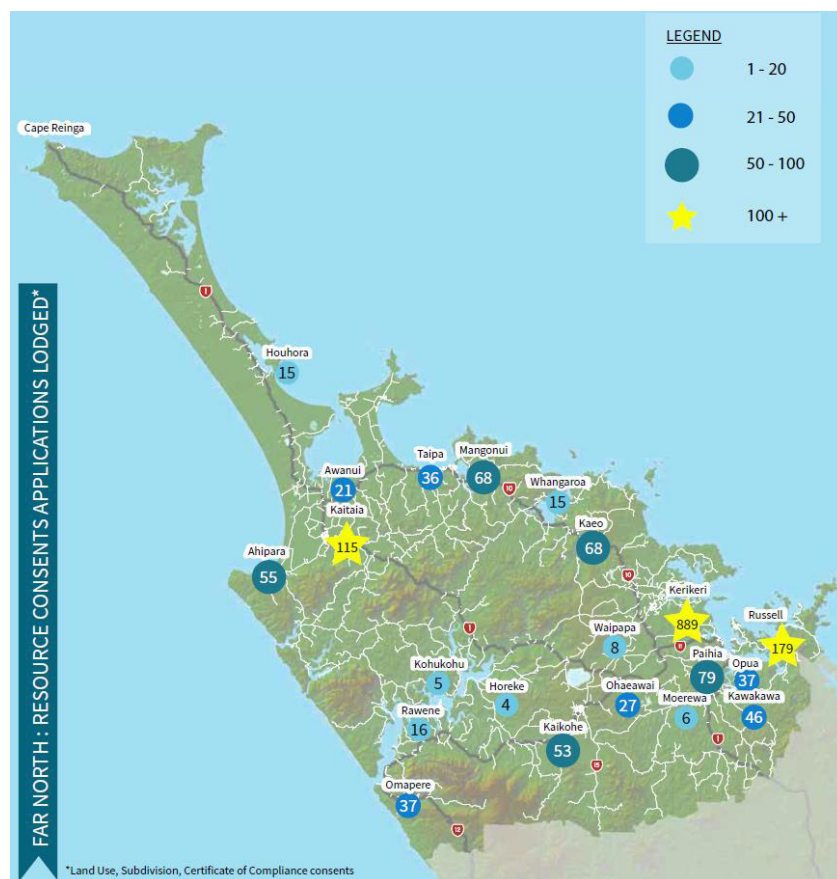 LEGEND
1 - 20
21 - 50
50 - 100
100 +
Cape Reinga
1
Houhora
15
Awanui
21
Taipa
36
Mangonui
68
10
Whangaroa
15
Kaitaia
115
Kaeo
68
Ahipara
55
10
Kerikeri
889
Russell
179
1
Waipapa
8
Paihia
79
Opua
37
Kohukohu
5
Horeke
4
Ohaeawai
27
Moerewa
6
Kawakawa
46
Rawene
16
Kaikohe
53
15
1
Omapere
37
12
FAR NORTH : RESOURCE CONSENTS APPLICATIONS LODGED*
*Land Use, Subdivision, Certificate of Compliance consents